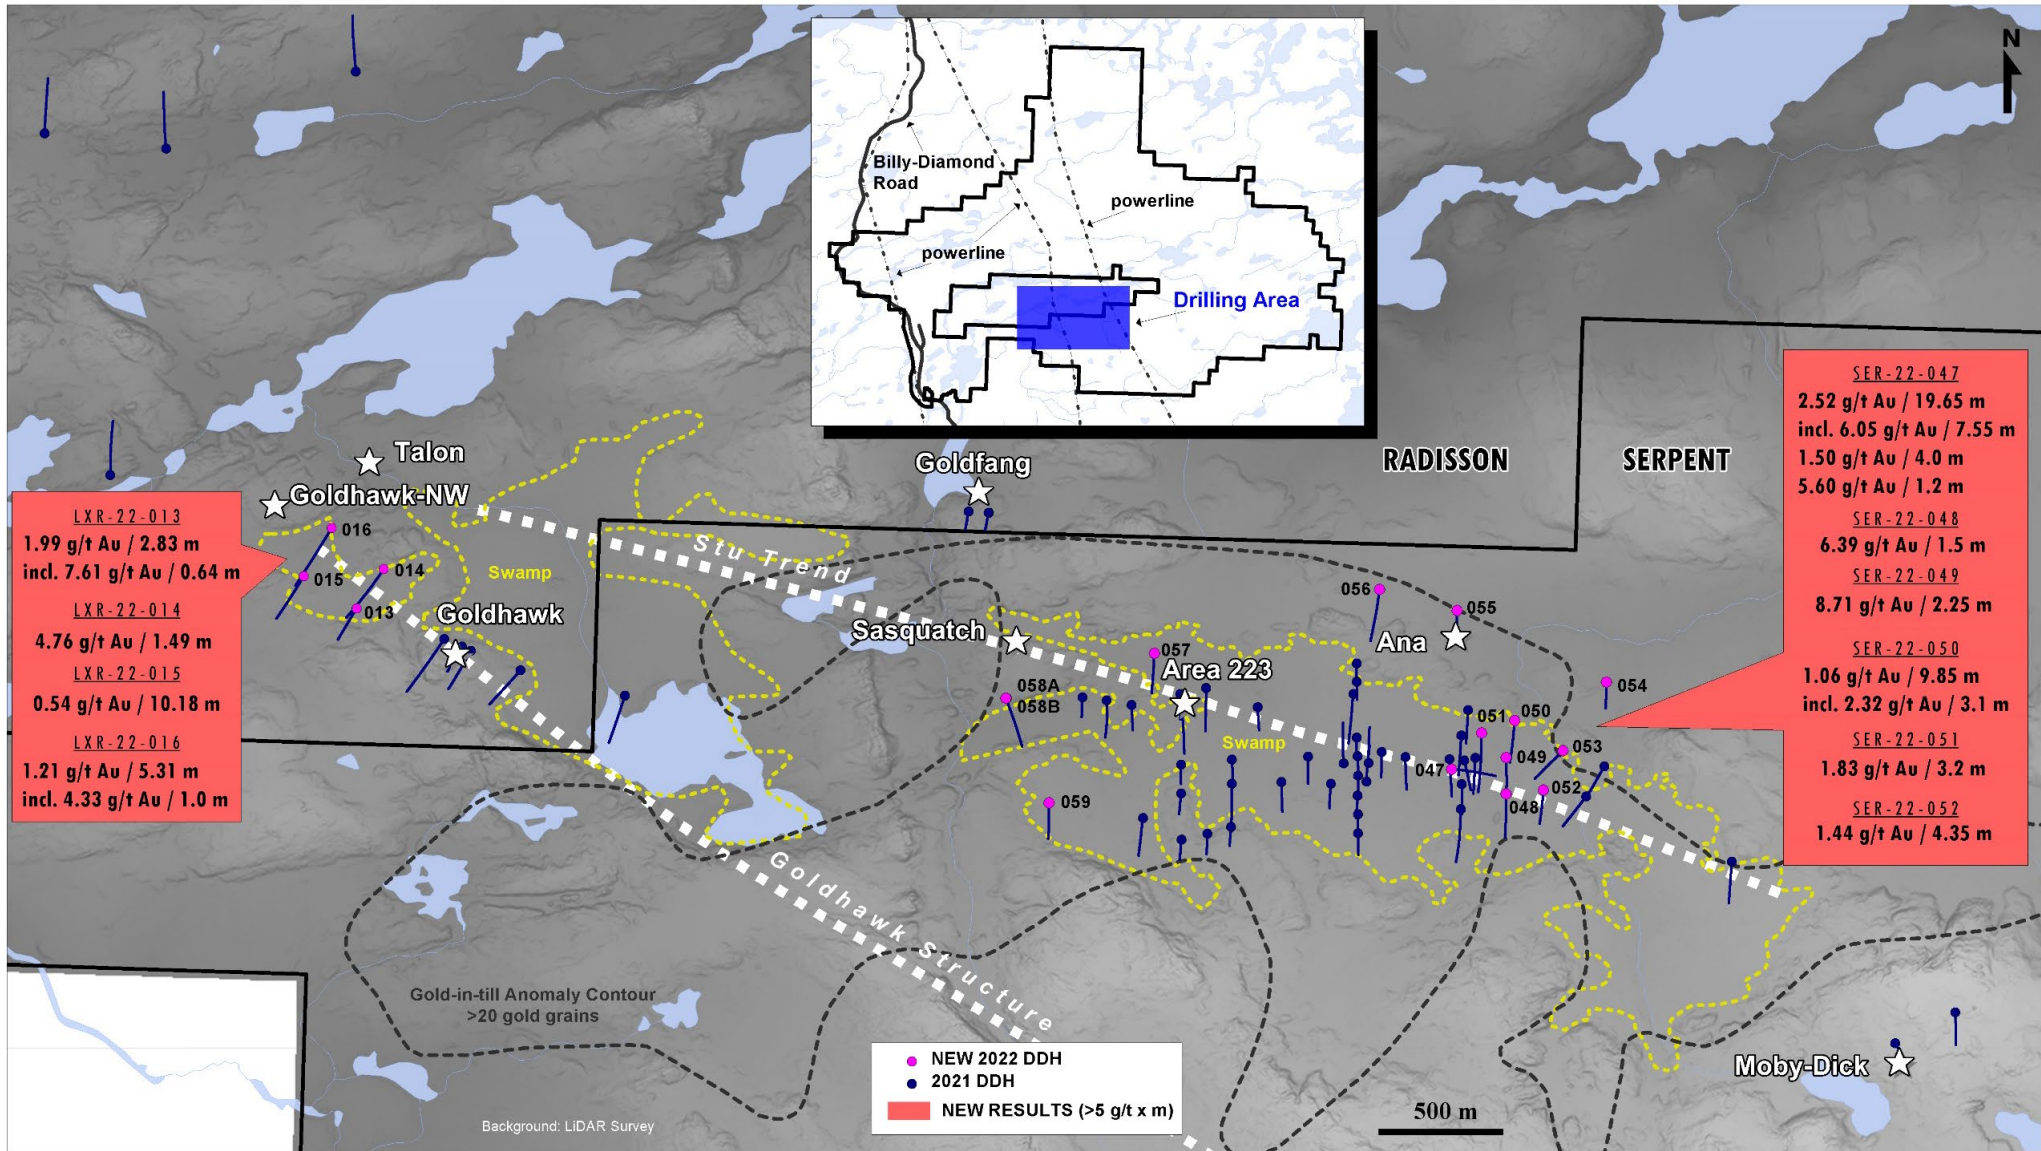 N
Billy-Diamond
Road
powerline
powerline
Drilling Area
RADISSON
SERPENT
Talon
Goldhawk-NW
Goldfang
Stu Trend
Swamp
Goldhawk
Sasquatch
Area 223
Ana
Swamp
016
015
014
013
056
055
057
058A
058B
054
051
050
053
049
047
052
048
059
LXR-22-013
1.99 g/t Au / 2.83 m
incl. 7.61 g/t Au / 0.64 m
LXR-22-014
4.76 g/t Au / 1.49 m
LXR-22-015
0.54 g/t Au / 10.18 m
LXR-22-016
1.21 g/t Au / 5.31 m
incl. 4.33 g/t Au / 1.0 m
SER-22-047
2.52 g/t Au / 19.65 m
incl. 6.05 g/t Au / 7.55 m
1.50 g/t Au / 4.0 m
5.60 g/t Au / 1.2 m
SER-22-048
6.39 g/t Au / 1.5 m
SER-22-049
8.71 g/t Au / 2.25 m
SER-22-050
1.06 g/t Au / 9.85 m
incl. 2.32 g/t Au / 3.1 m
SER-22-051
1.83 g/t Au / 3.2 m
SER-22-052
1.44 g/t Au / 4.35 m
Goldhawk Structure
Gold-in-till Anomaly Contour
>20 gold grains
Moby-Dick
NEW 2022 DDH
2021 DDH
NEW RESULTS (>5 g/t x m)
500 m
Background: LiDAR Survey